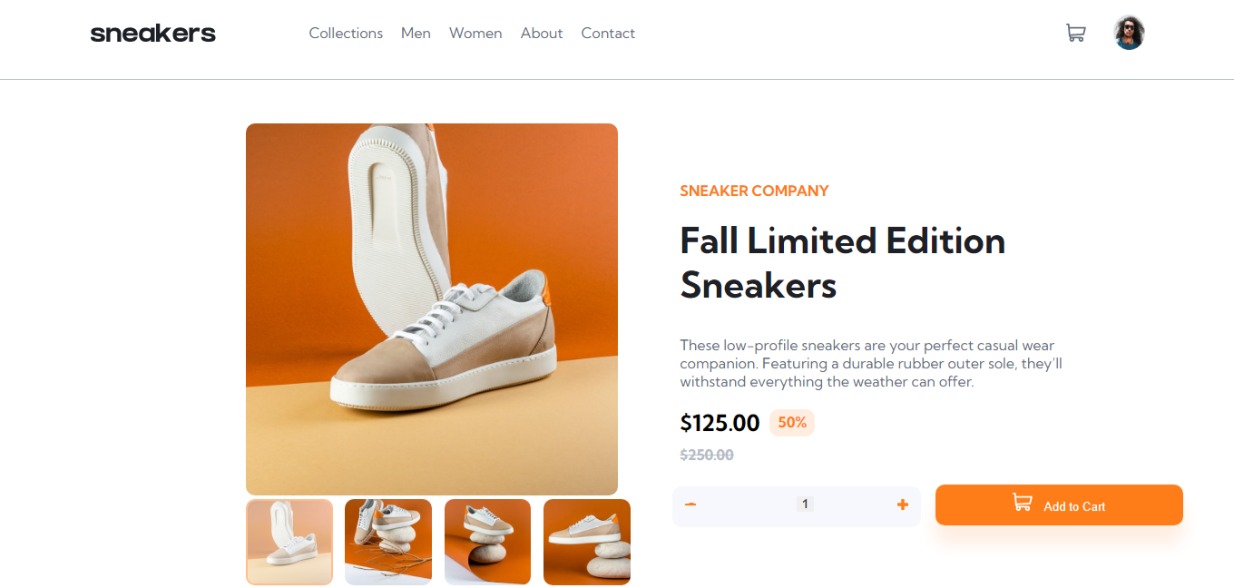 sneakers
Collections Men Women About Contact
SNEAKER COMPANY
Fall Limited Edition
Sneakers
These low-profile sneakers are your perfect casual wear
companion. Featuring a durable rubber outer sole, they'll
withstand everything the weather can offer.
$125.00 50%
$250.00
1
Add to Cart